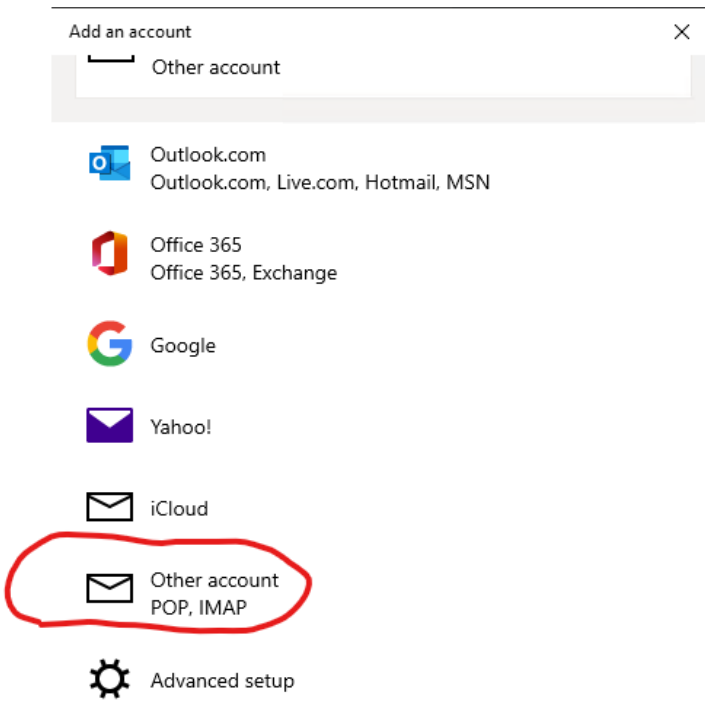 Add an account
Other account
Outlook.com
Outlook.com, Live.com, Hotmail, MSN
Office 365
Office 365, Exchange
Google
Yahoo!
iCloud
Other account
POP, IMAP
Advanced setup